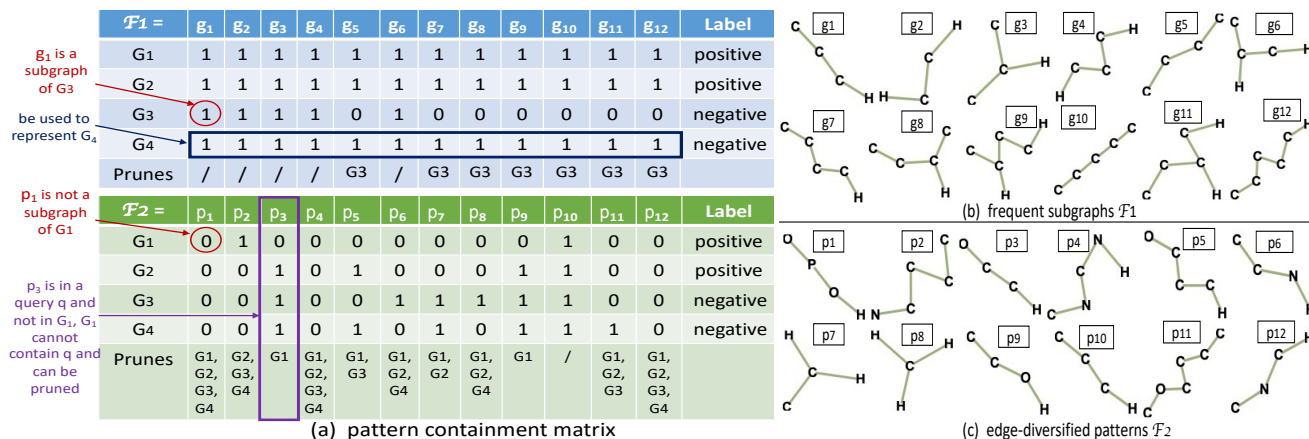 F1 = g1 g2 g3 g4 g5 g6 g7 g8 g9 g10 g11 g12 Label
G1 1 1 1 1 1 1 1 1 1 1 1 1 positive
G2 1 1 1 1 1 1 1 1 1 1 1 1 positive
G3 1 1 1 1 0 1 0 0 0 0 0 0 negative
G4 1 1 1 1 1 1 1 1 1 1 1 1 negative
Prunes / / / / G3 / G3 G3 G3 G3 G3 G3
g1 is a
subgraph
of G3
be used to
represent G4
F2 = p1 p2 p3 p4 p5 p6 p7 p8 p9 p10 p11 p12 Label
G1 0 1 0 0 0 0 0 0 0 1 0 0 positive
G2 0 0 1 0 1 0 0 0 1 1 0 0 positive
G3 0 0 1 0 0 1 1 1 1 1 0 0 negative
G4 0 0 1 0 1 0 1 0 1 1 1 0 negative
Prunes G1, G2, G3, G4 G2, G3, G4 G1 G1, G2, G3, G4 G1, G3 G1, G2, G4 G1, G2 G1, G2, G4 G1 / G1, G2, G3 G1, G2, G3, G4
p1 is not a
subgraph
of G1
p3 is in a
query q and
not in G1, G1
cannot
contain q and
can be
pruned
(a) pattern containment matrix
g1 C C C H
g2 H C C H
g3 C C H C
g4 H C C C H
g5 C C C C
g6 H C C H C
g7 C C C C H
g8 C C C C H
g9 C C C C H
g10 C C C C C
g11 H C C C H
g12 H C C C C H
(b) frequent subgraphs F1
p1 O P O H
p2 C C C C N
p3 O C C H
p4 N H C N C
p5 O C C C H
p6 C C N H
p7 H C H C
p8 H C H H
p9 C C O H
p10 C C C H
p11 C C C C O C
p12 H C N C
(c) edge-diversified patterns F2